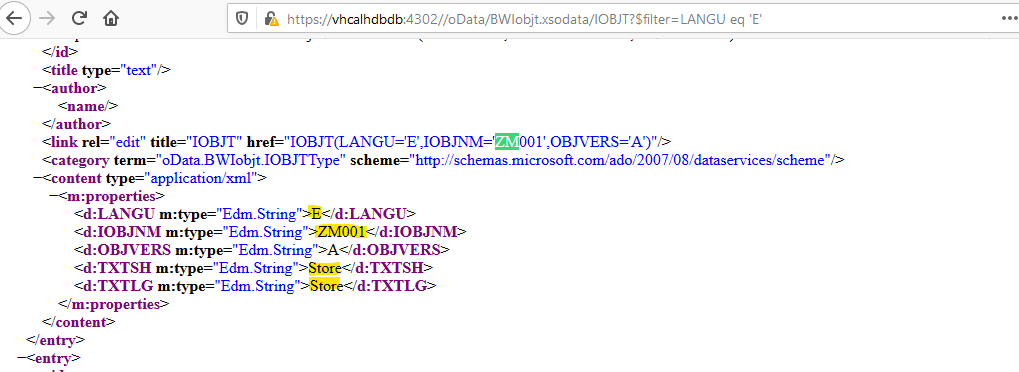 https://vhcalhdbdb:4302//oData/BWIobjt.xsodata/IOBJT?$filter=LANGU eq 'E'
</id>
<title type="text"/>
−<author>
<name/>
</author>
<link rel="edit" title="IOBJT" href="IOBJT(LANGU='E',IOBJNM='ZM001',OBJVERS='A')"/>
<category term="oData.BWIobjt.IOBJTType" scheme="http://schemas.microsoft.com/ado/2007/08/dataservices/scheme"/>
−<content type="application/xml">
−<m:properties>
<d:LANGU m:type="Edm.String">E</d:LANGU>
<d:IOBJNM m:type="Edm.String">ZM001</d:IOBJNM>
<d:OBJVERS m:type="Edm.String">A</d:OBJVERS>
<d:TXTSH m:type="Edm.String">Store</d:TXTSH>
<d:TXTLG m:type="Edm.String">Store</d:TXTLG>
</m:properties>
</content>
</entry>
−<entry>